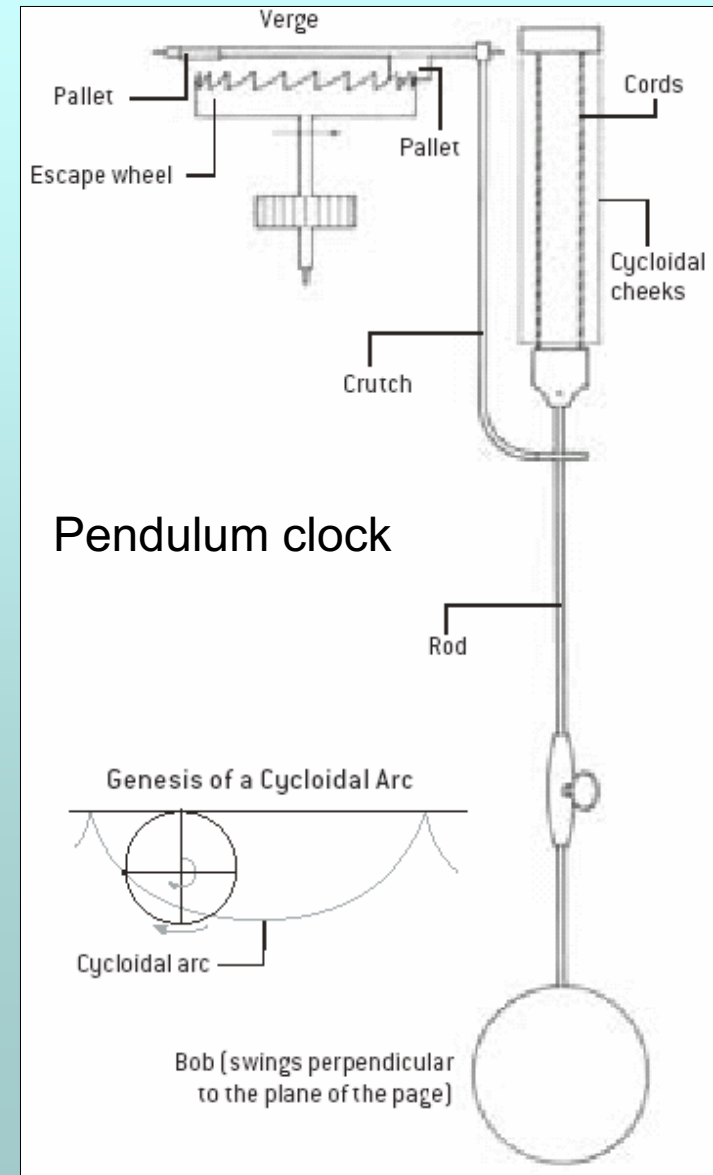 Verge
Pallet
Cords
Pallet
Escape wheel
Cycloidal
cheeks
Crutch
Pendulum clock
Rod
Genesis of a Cycloidal Arc
Cycloidal arc
Bob (swings perpendicular
to the plane of the page)